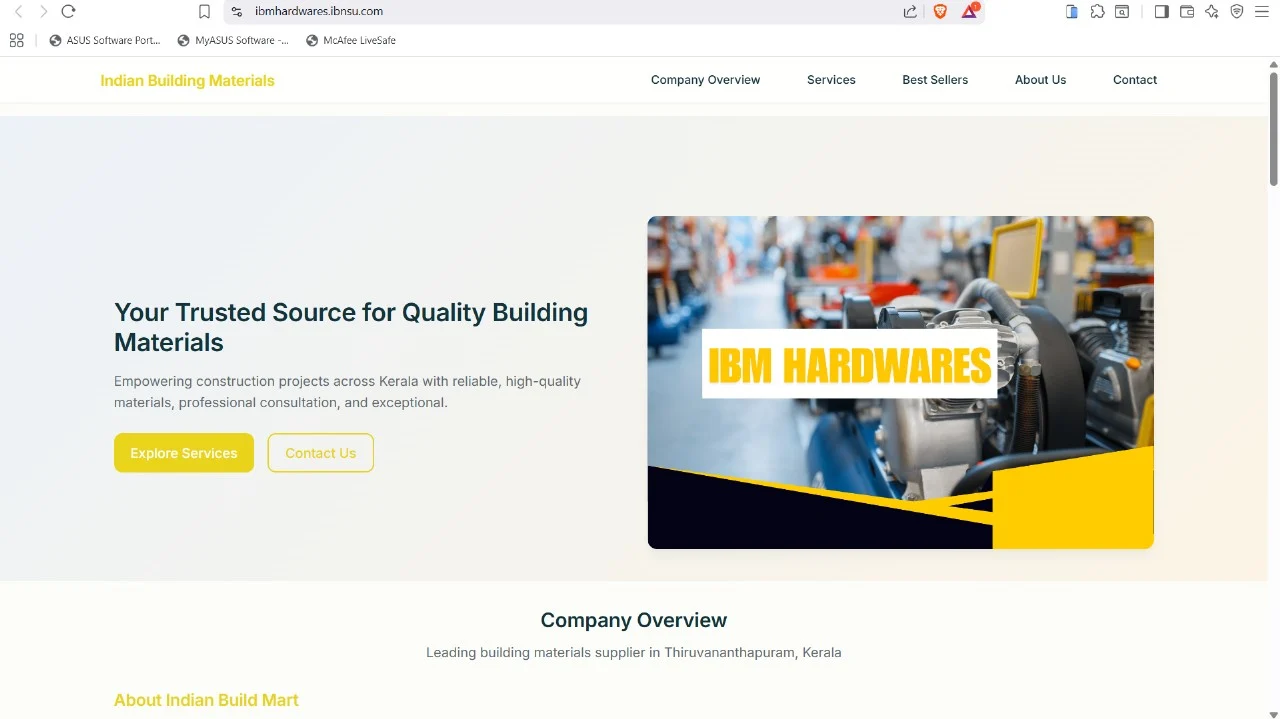 ibmhardwares.ibnsu.com
1
ASUS Software Port...
MyASUS Software -...
McAfee LiveSafe
Indian Building Materials
Company Overview
Services
Best Sellers
About Us
Contact
Your Trusted Source for Quality Building
Materials
Empowering construction projects across Kerala with reliable, high-quality
materials, professional consultation, and exceptional.
Explore Services
Contact Us
IBM HARDWARES
Company Overview
Leading building materials supplier in Thiruvananthapuram, Kerala
About Indian Build Mart